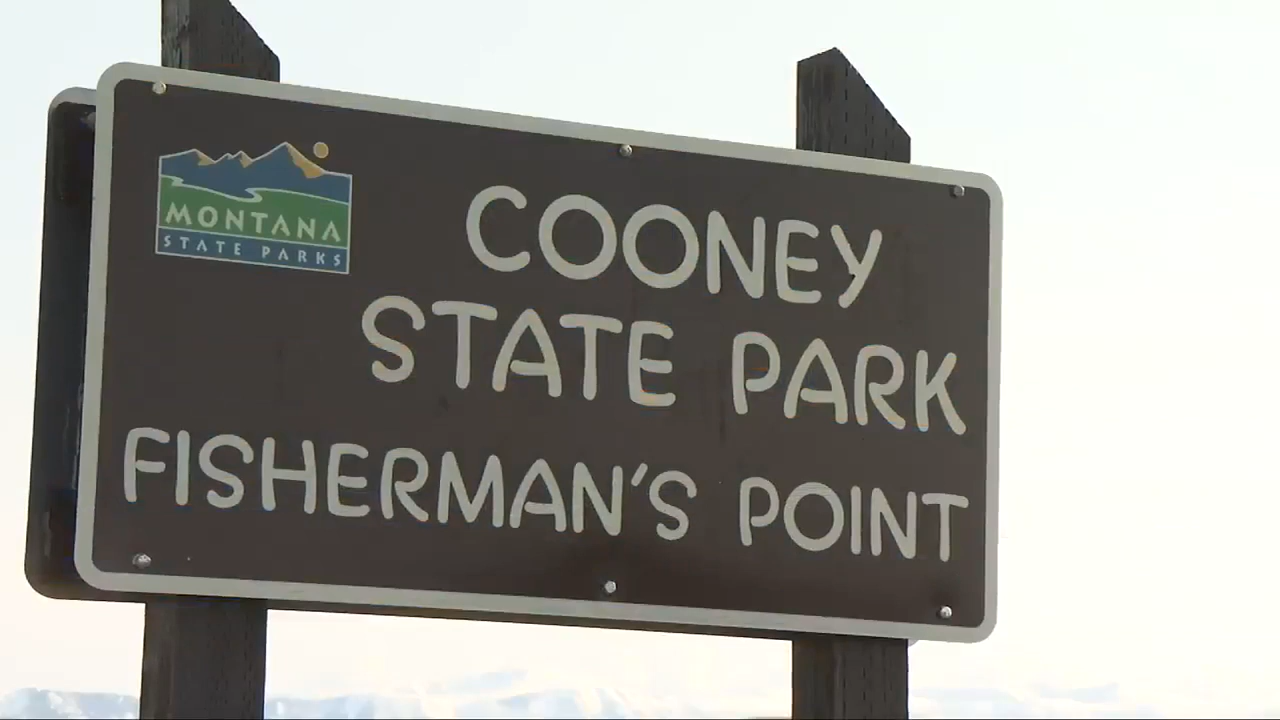 MONTANA
STATE PARKS
COONEY
STATE PARK
FISHERMAN'S POINT